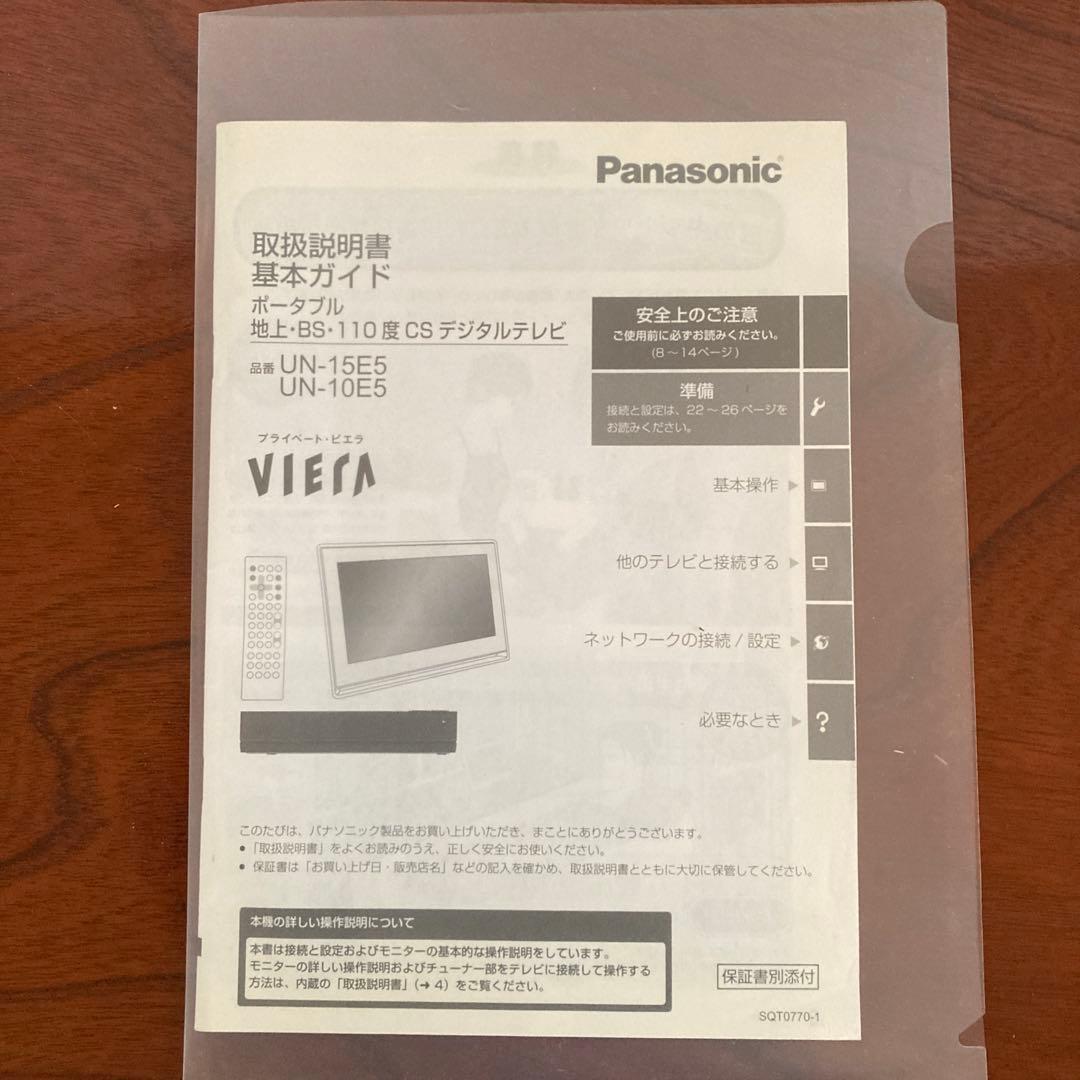 Panasonic®
取扱説明書
基本ガイド
ポータブル
地上・BS・110度CSデジタルテレビ
品番 UN-15E5
UN-10E5
プライベート・ビエラ
VIERA
安全上のご注意
ご使用前に必ずお読みください。
(8〜14ページ)
準備
接続と設定は、22〜26ページを
お読みください。
基本操作
他のテレビと接続する
ネットワークの接続/設定
必要なとき
?
このたびは、パナソニック製品をお買い上げいただき、まことにありがとうございます。
● 「取扱説明書」をよくお読みのうえ、正しく安全にお使いください。
● 保証書は「お買い上げ日・販売店名」などの記入を確かめ、取扱説明書とともに大切に保管してください。
本機の詳しい操作説明について
本書は接続と設定およびモニターの基本的な操作説明をしています。
モニターの詳しい操作説明およびチューナー部をテレビに接続して操作する
方法は、内蔵の「取扱説明書」(➜ 4)をご覧ください。
保証書別添付
SQT0770-1